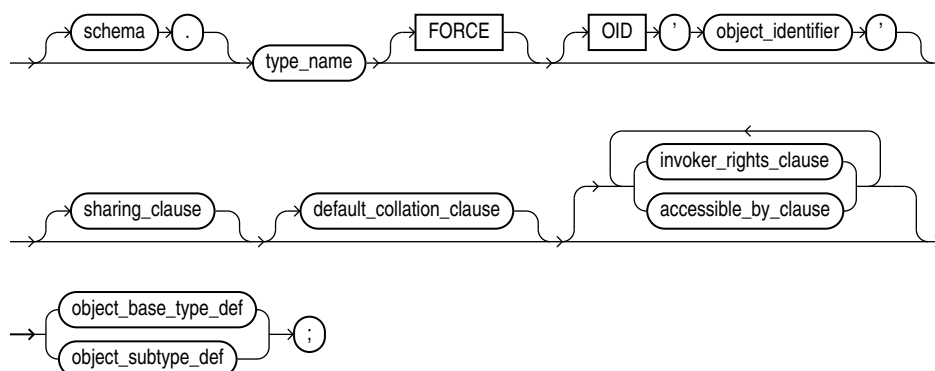 schema . type_name FORCE OID ' object_identifier '
sharing_clause default_collation_clause invoker_rights_clause
accessible_by_clause
object_base_type_def ;
object_subtype_def